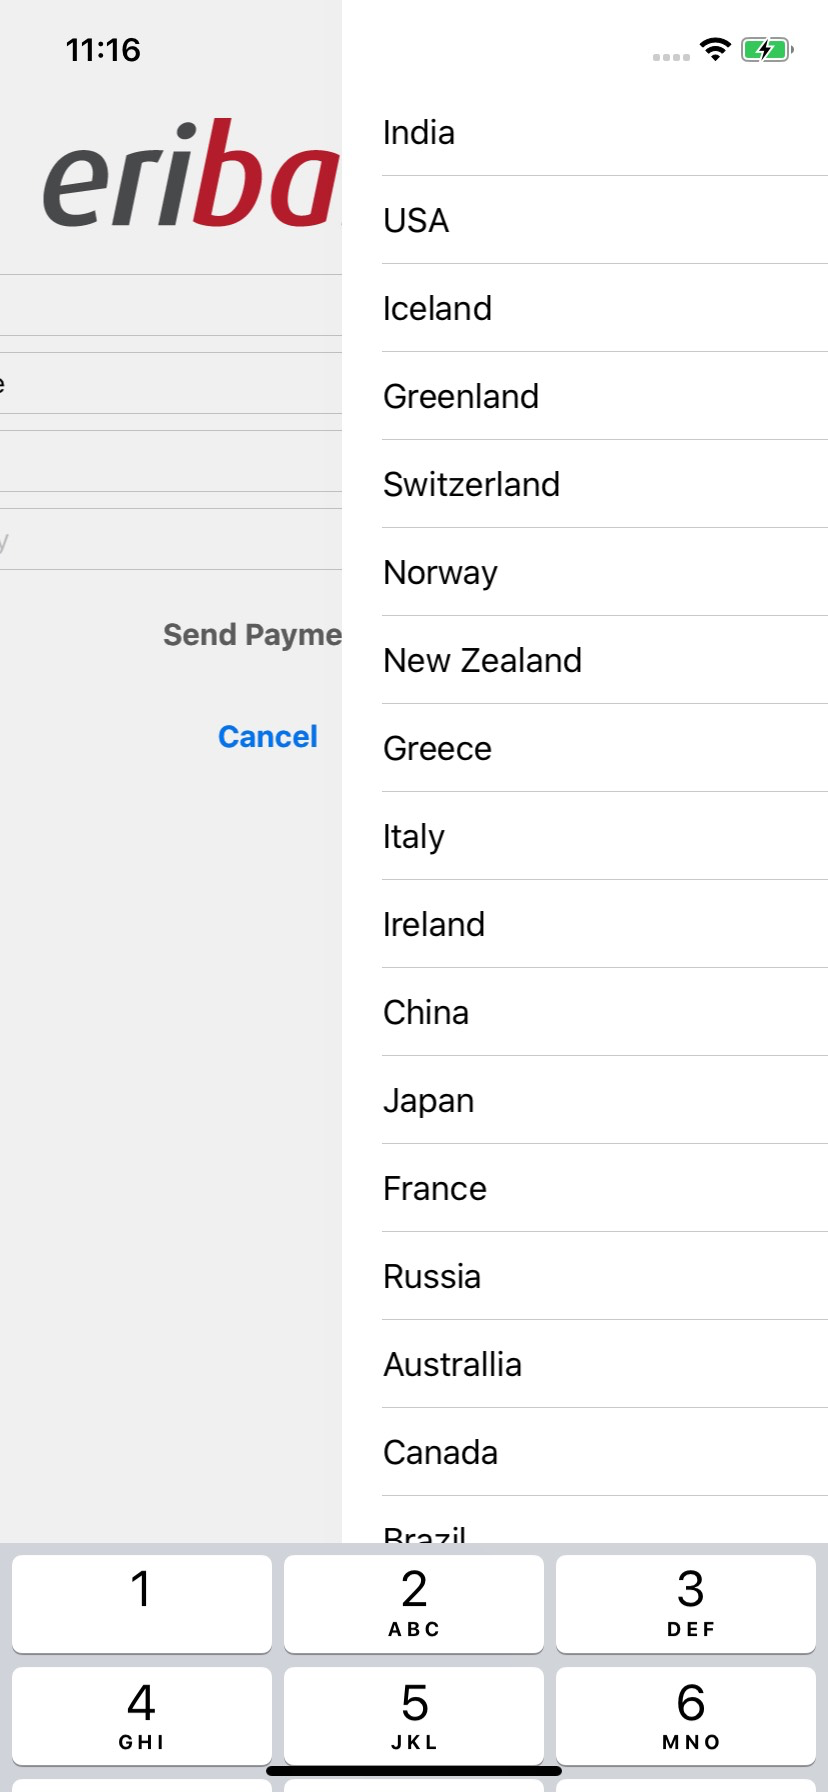 11:16
eriba
e
y
Send Payme
Cancel
India
USA
Iceland
Greenland
Switzerland
Norway
New Zealand
Greece
Italy
Ireland
China
Japan
France
Russia
Australlia
Canada
Brazil
1
2
ABC
3
DEF
4
GHI
5
JKL
6
MNO